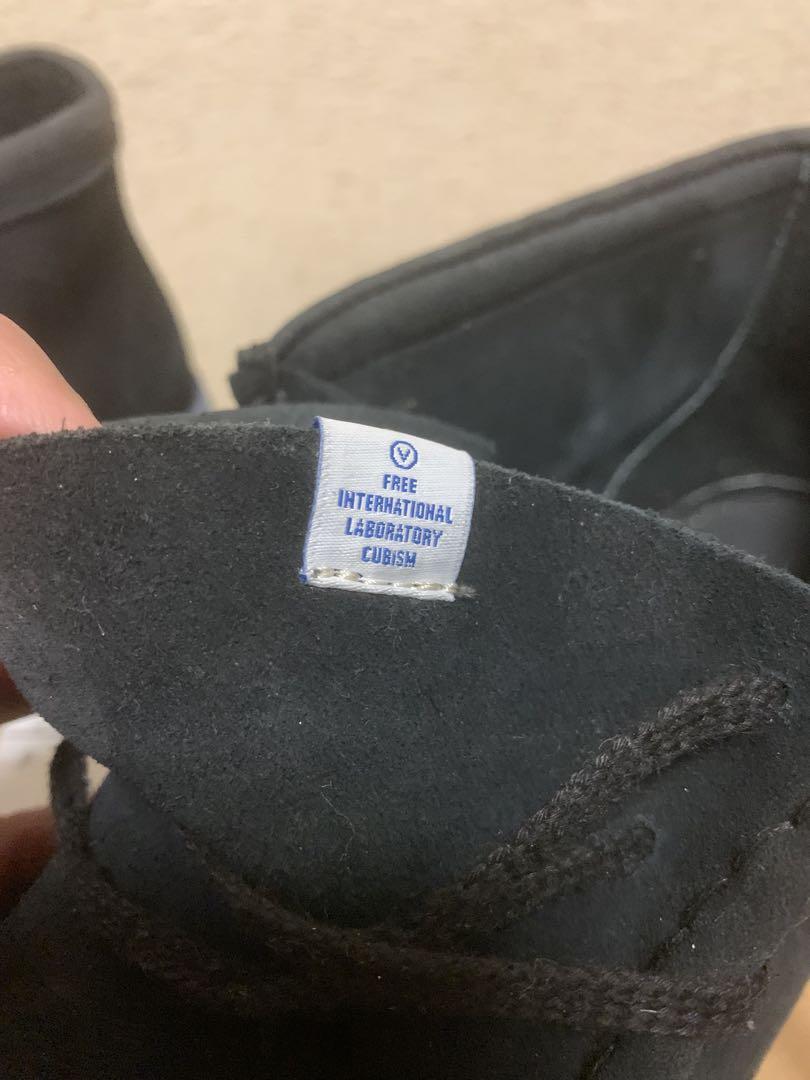 V
FREE
INTERNATIONAL
LABORATORY
CUBISM